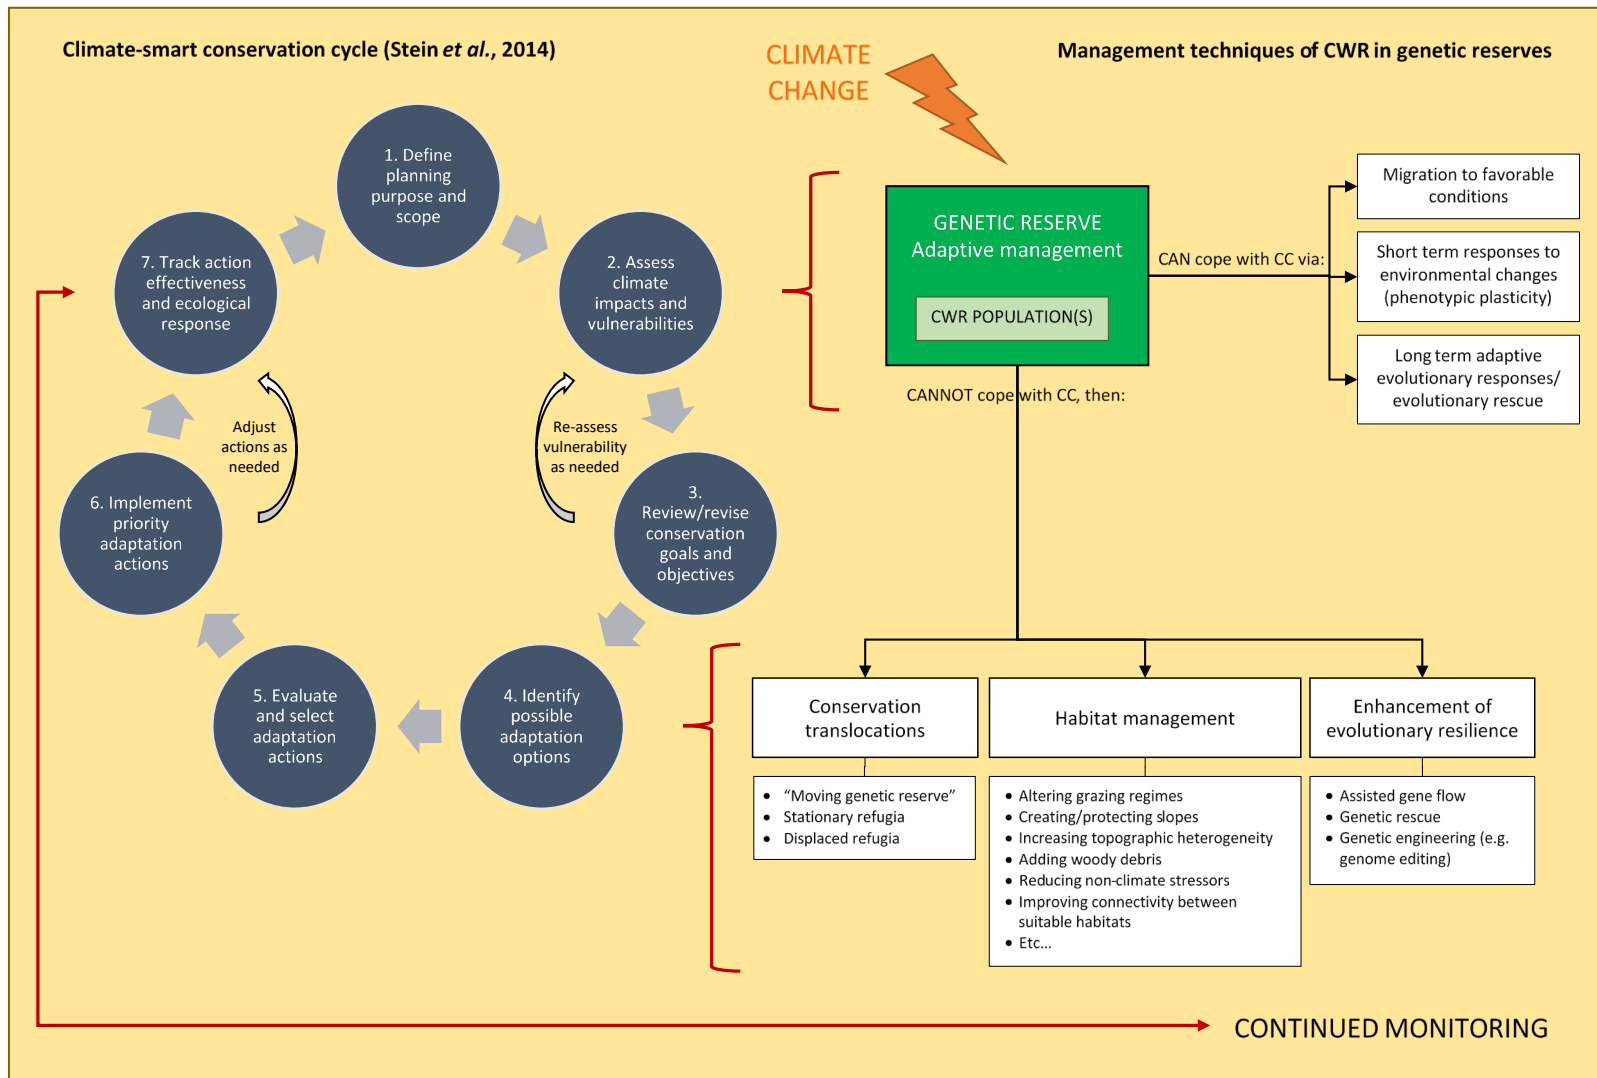 Climate-smart conservation cycle (Stein et al., 2014)
CLIMATE
CHANGE
Management techniques of CWR in genetic reserves
1. Define
planning
purpose and
scope
2. Assess
climate
impacts and
vulnerabilities
3.
Review/revise
conservation
goals and
objectives
4. Identify
possible
adaptation
options
5. Evaluate
and select
adaptation
actions
6. Implement
priority
adaptation
actions
7. Track action
effectiveness
and ecological
response
Adjust
actions as
needed
Re-assess
vulnerability
as needed
GENETIC RESERVE
Adaptive management
CWR POPULATION(S)
CAN cope with CC via:
Migration to favorable
conditions
Short term responses to
environmental changes
(phenotypic plasticity)
Long term adaptive
evolutionary responses/
evolutionary rescue
CANNOT cope with CC, then:
Conservation
translocations
• “Moving genetic reserve”
• Stationary refugia
• Displaced refugia
Habitat management
• Altering grazing regimes
• Creating/protecting slopes
• Increasing topographic heterogeneity
• Adding woody debris
• Reducing non-climate stressors
• Improving connectivity between
suitable habitats
• Etc...
Enhancement of
evolutionary resilience
• Assisted gene flow
• Genetic rescue
• Genetic engineering (e.g.
genome editing)
CONTINUED MONITORING